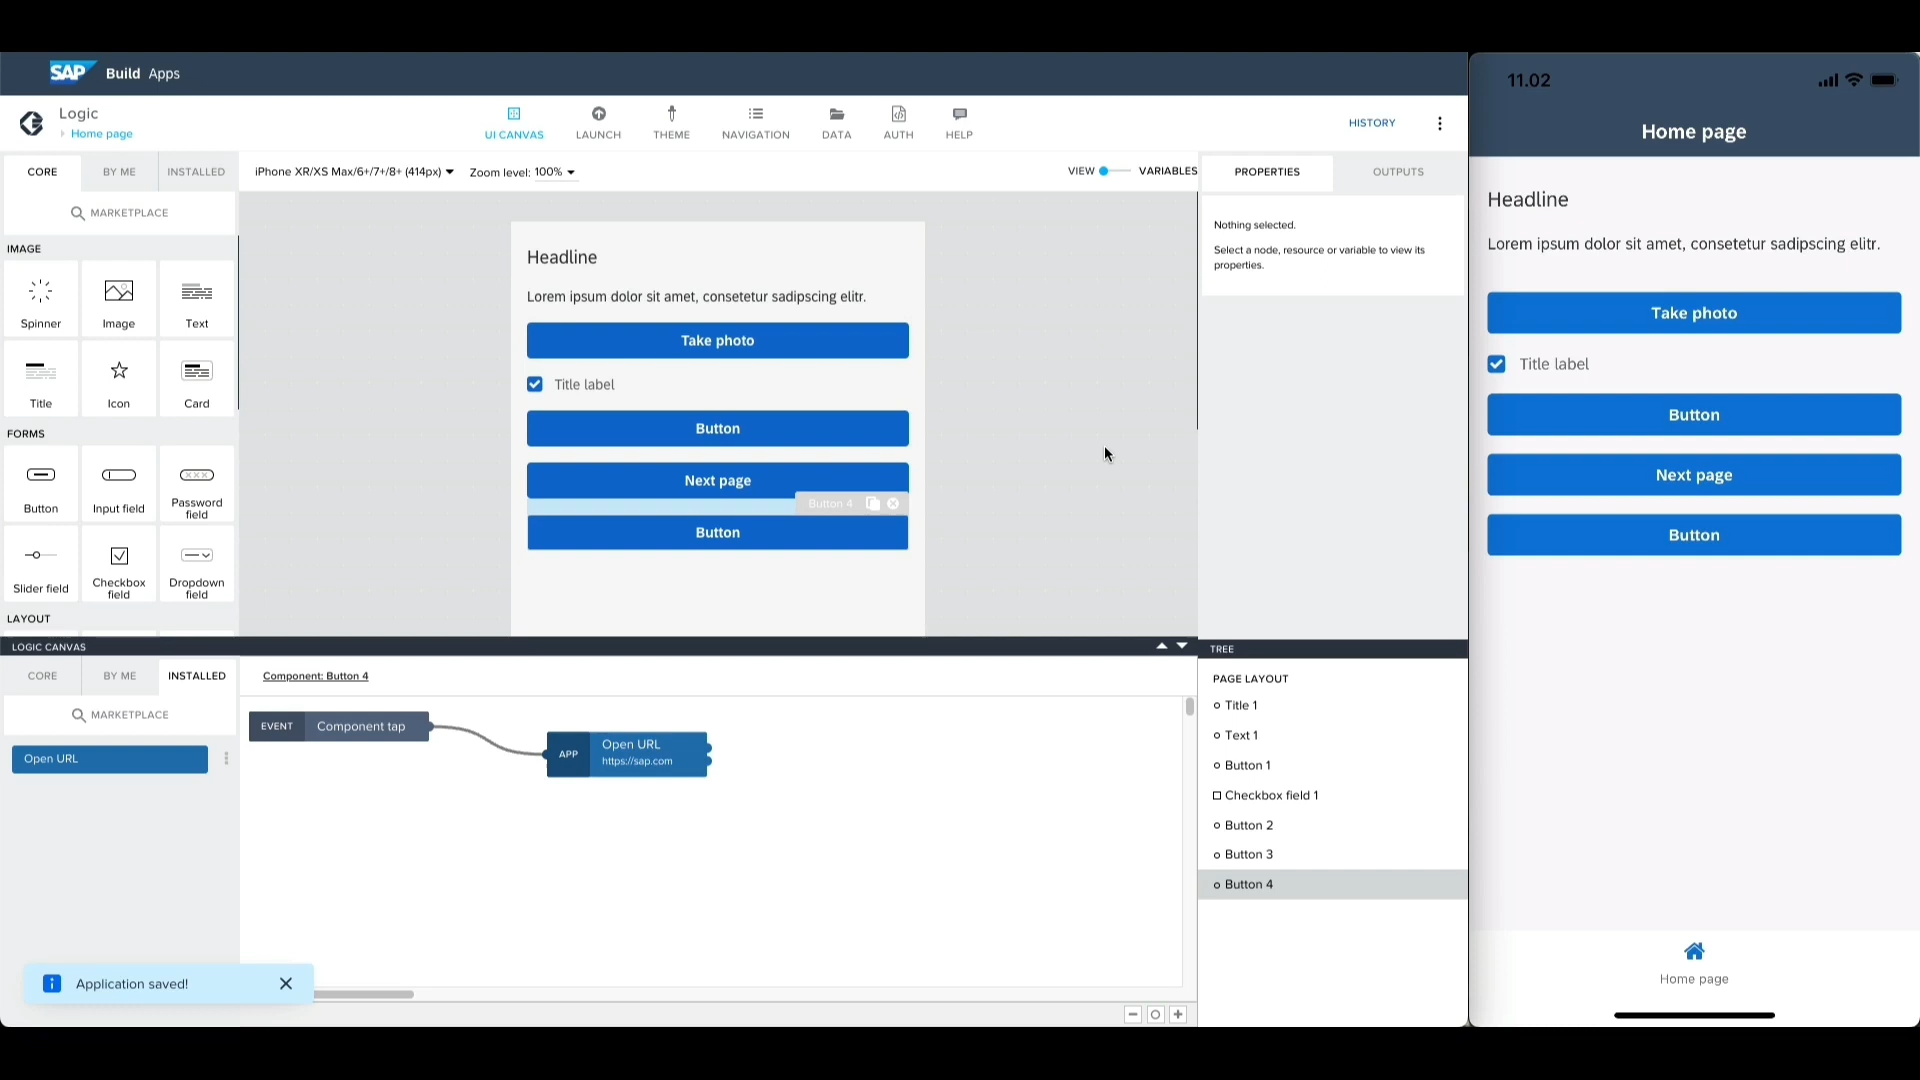 SAP Build Apps
Logic
Home page
UI CANVAS
LAUNCH
THEME
NAVIGATION
DATA
AUTH
HELP
HISTORY
CORE
BY ME
INSTALLED
MARKETPLACE
iPhone XR/XS Max/6+/7+/8+ (414px)
Zoom level: 100%
VIEW
VARIABLES
PROPERTIES
OUTPUTS
Nothing selected.
Select a node, resource or variable to view its
properties.
IMAGE
Spinner
Image
Text
Title
Icon
Card
FORMS
Button
Input field
Password
field
Slider field
Checkbox
field
Dropdown
field
LAYOUT
Headline
Lorem ipsum dolor sit amet, consetetur sadipscing elitr.
Take photo
Title label
Button
Next page
Button 4
Button
LOGIC CANVAS
CORE
BY ME
INSTALLED
MARKETPLACE
Open URL
Component: Button 4
EVENT
Component tap
APP
Open URL
https://sap.com
Application saved!
TREE
PAGE LAYOUT
Title 1
Text 1
Button 1
Checkbox field 1
Button 2
Button 3
Button 4
11.02
Home page
Headline
Lorem ipsum dolor sit amet, consetetur sadipscing elitr.
Take photo
Title label
Button
Next page
Button
Home page